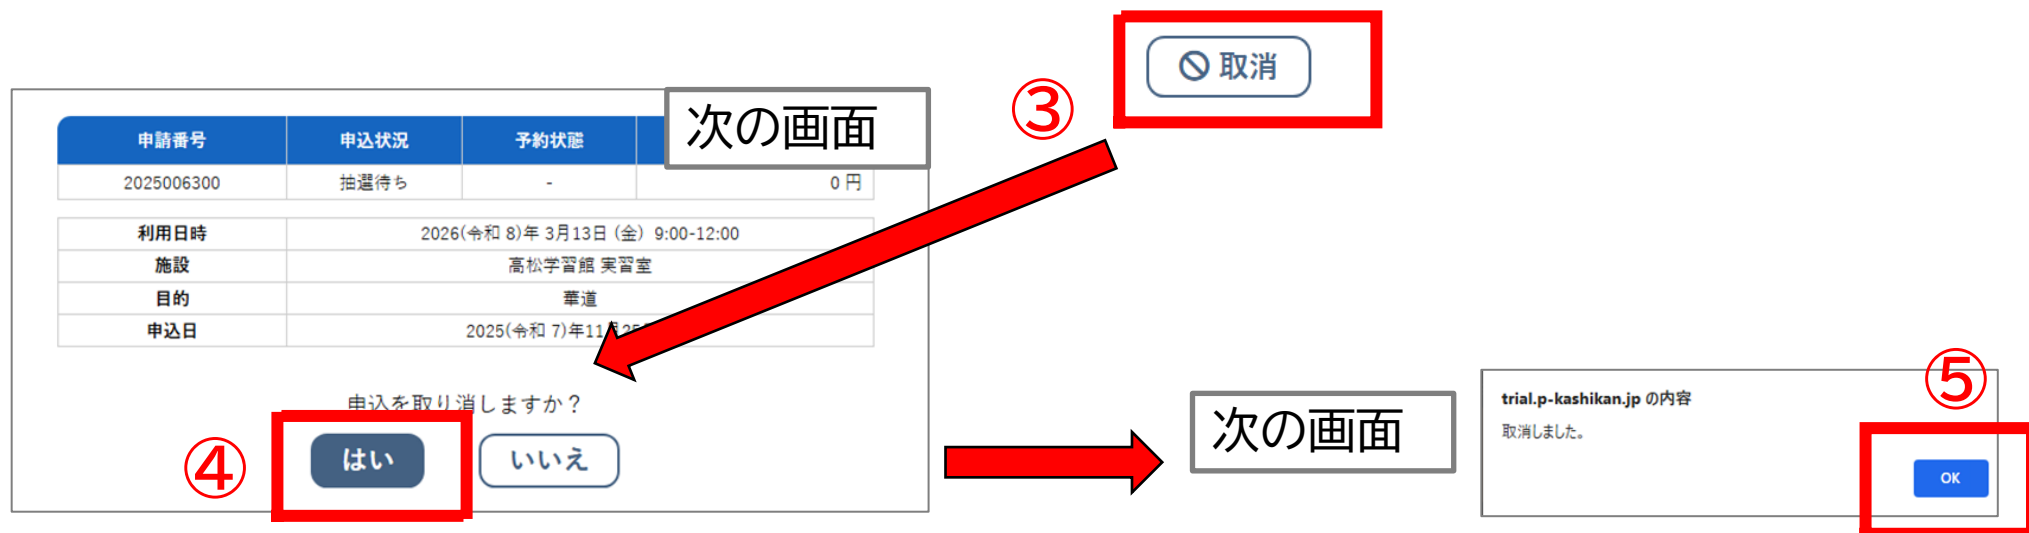 ③
取消
次の画面
申請番号 申込状況 予約状態
2025006300 抽選待ち - 0 円
利用日時 2026(令和 8)年 3月13日 (金) 9:00-12:00
施設 高松学習館 実習室
目的 華道
申込日 2025(令和 7)年11月25
申込を取り消しますか？
④
はい いいえ
次の画面
⑤
trial.p-kashikan.jp の内容
取消しました。
OK